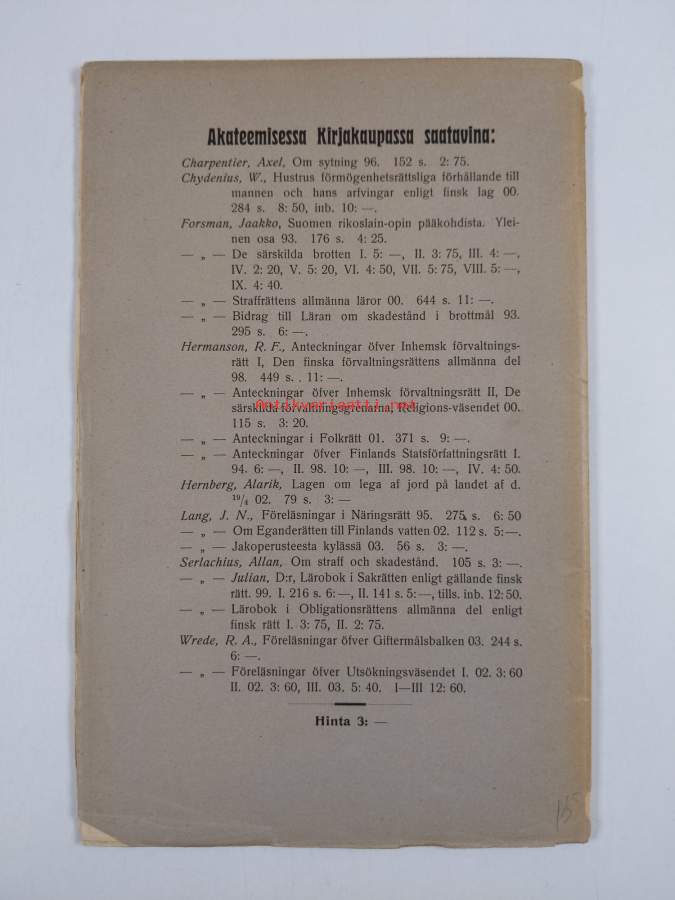 Akateemisessa Kirjakaupassa saatavina:
Charpentier, Axel, Om sytning 96. 152 s. 2: 75.
Chydenius, W., Hustrus förmögenhetsrättsliga förhållande till
mannen och hans arfvingar enligt finsk lag 00.
284 s. 8: 50, inb. 10: —.
Forsman, Jaakko, Suomen rikoslain-opin pääkohdista. Ylei-
nen osa 93. 176 s. 4: 25.
— „ — De särskilda brotten I. 5: —, II. 3: 75, III. 4: —,
IV. 2: 20, V. 5: 20, VI. 4: 50, VII. 5: 75, VIII. 5: —,
IX. 4: 40.
— „ — Straffrättens allmänna läror 00. 644 s. 11: —.
— „ — Bidrag till Läran om skadestånd i brottmål 93.
295 s. 6: —.
Hermanson, R. F., Anteckningar öfver Inhemsk förvaltnings-
rätt I, Den finska förvaltningsrättens allmänna del
98. 449 s. . 11: —.
— „ — Anteckningar öfver Inhemsk förvaltningsrätt II, De
särskilda förvaltningsgrenarna, Religions-väsendet 00.
antikvariaatti.net
115 s. 3: 20.
— „ — Anteckningar i Folkrätt 01. 371 s. 9: —.
— „ — Anteckningar öfver Finlands Statsförfattningsrätt I.
94. 6: —, II. 98. 10: —, III. 98. 10: —, IV. 4: 50.
Hernberg, Alarik, Lagen om lega af jord på landet af d.
19/4 02. 79 s. 3: —
Lang, J. N., Föreläsningar i Näringsrätt 95. 275 s. 6: 50
— „ — Om Eganderätten till Finlands vatten 02. 112 s. 5: —.
— „ — Jakoperusteesta kylässä 03. 56 s. 3: —.
Serlachius, Allan, Om straff och skadestånd. 105 s. 3: —.
— „ — Julian, D:r, Lärobok i Sakrätten enligt gällande finsk
rätt. 99. I. 216 s. 6: —, II. 141 s. 5: —, tills. inb. 12: 50.
— „ — Lärobok i Obligationsrättens allmänna del enligt
finsk rätt I. 3: 75, II. 2: 75.
Wrede, R. A., Föreläsningar öfver Giftermålsbalken 03. 244 s.
6: —.
— „ — Föreläsningar öfver Utsökningsväsendet I. 02. 3: 60
II. 02. 3: 60, III. 03. 5: 40. I—III 12: 60.
Hinta 3: —